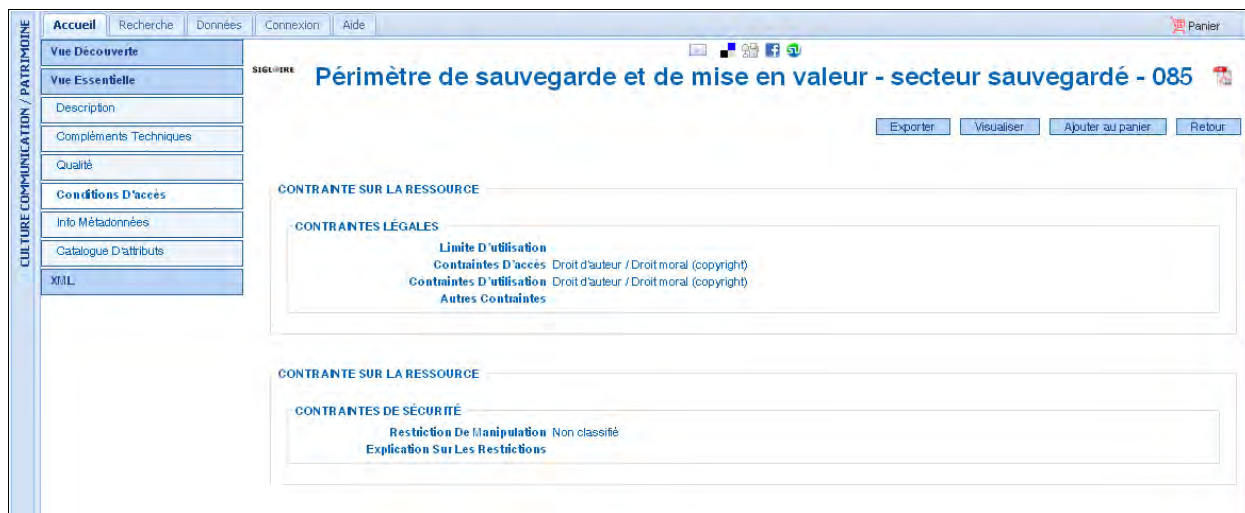 Accueil Recherche Données Connexion Aide Panier
CULTURE COMMUNICATION / PATRIMOINE
Vue Découverte
Vue Essentielle
Description
Compléments Techniques
Qualité
Conditions D'accès
Info Métadonnées
Catalogue D'attributs
XML
SIGLOIRE
Périmètre de sauvegarde et de mise en valeur - secteur sauvegardé - 085
Exporter Visualiser Ajouter au panier Retour
CONTRAINTE SUR LA RESSOURCE
CONTRAINTES LÉGALES
Limite D'utilisation
Contraintes D'accès Droit d'auteur / Droit moral (copyright)
Contraintes D'utilisation Droit d'auteur / Droit moral (copyright)
Autres Contraintes
CONTRAINTE SUR LA RESSOURCE
CONTRAINTES DE SÉCURITÉ
Restriction De Manipulation Non classifié
Explication Sur Les Restrictions